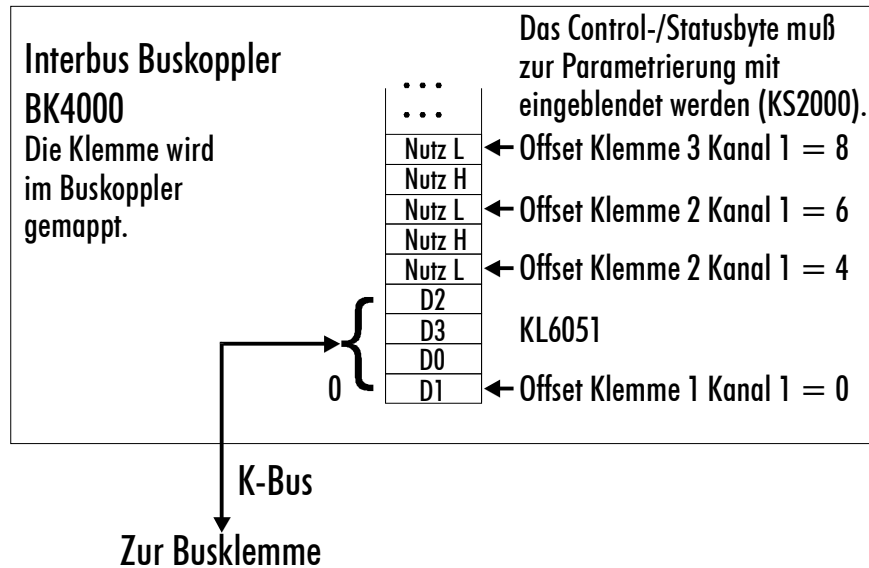 Interbus Buskoppler
BK4000
Die Klemme wird
im Buskoppler
gemappt.
Das Control-/Statusbyte muß
zur Parametrierung mit
eingeblendet werden (KS2000).
...
...
Nutz L
Offset Klemme 3 Kanal 1 = 8
Nutz H
Nutz L
Offset Klemme 2 Kanal 1 = 6
Nutz H
Nutz L
Offset Klemme 2 Kanal 1 = 4
D2
D3
KL6051
D0
0
D1
Offset Klemme 1 Kanal 1 = 0
K-Bus
Zur Busklemme